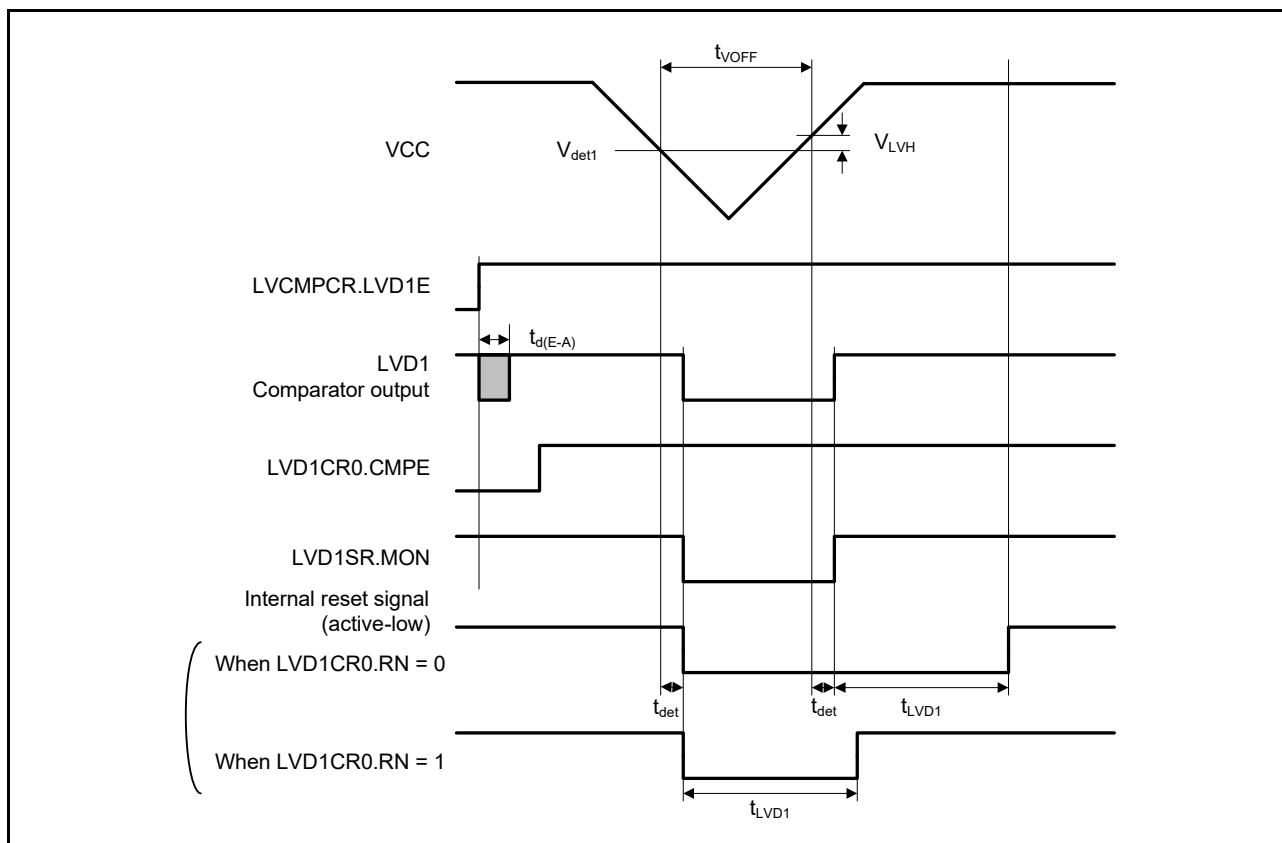 tVOFF
VCC
Vdet1
VLVH
LVCMPCR.LVD1E
td(E-A)
LVD1
Comparator output
LVD1CR0.CMPE
LVD1SR.MON
Internal reset signal
(active-low)
When LVD1CR0.RN = 0
tdet
tdet
tLVD1
When LVD1CR0.RN = 1
tLVD1